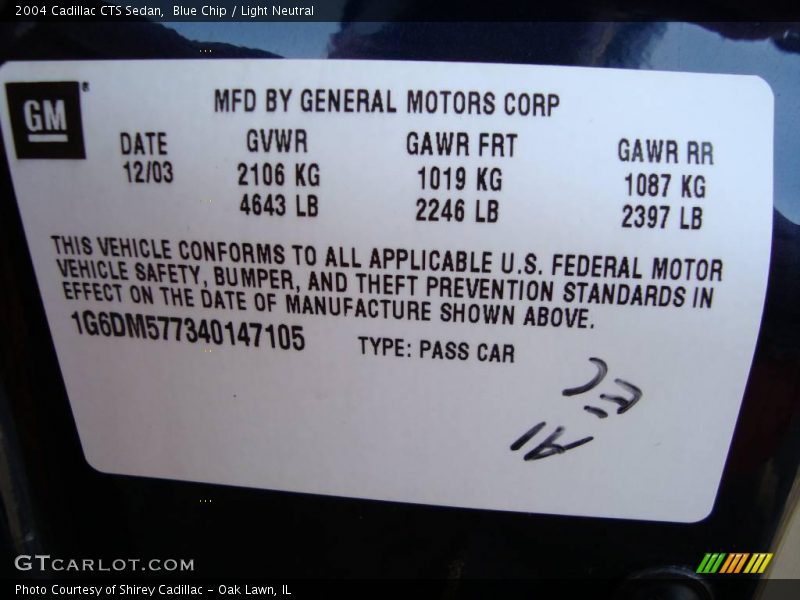 2004 Cadillac CTS Sedan,  Blue Chip / Light Neutral
GM®
MFD BY GENERAL MOTORS CORP
DATE GVWR GAWR FRT GAWR RR
12/03 2106 KG 1019 KG 1087 KG
4643 LB 2246 LB 2397 LB
THIS VEHICLE CONFORMS TO ALL APPLICABLE U.S. FEDERAL MOTOR
VEHICLE SAFETY, BUMPER, AND THEFT PREVENTION STANDARDS IN
EFFECT ON THE DATE OF MANUFACTURE SHOWN ABOVE.
1G6DM577340147105 TYPE: PASS CAR
GTCARLOT.COM
Photo Courtesy of Shirey Cadillac - Oak Lawn, IL